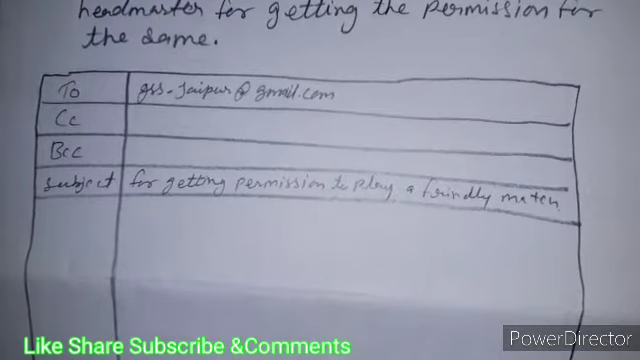 headmaster for getting the permission for
the same.
To gss-Jaipur@gmail.com
Cc
Bcc
Subject for getting permission to play a frindly match
Like Share Subscribe &Comments
PowerDirector